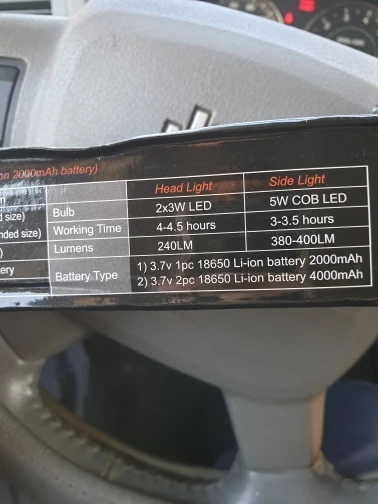 on 2000mAh battery)
Head Light Side Light
Bulb 2x3W LED 5W COB LED
d size) Working Time 4-4.5 hours 3-3.5 hours
nded size) Lumens 240LM 380-400LM
tery Battery Type 1) 3.7v 1pc 18650 Li-ion battery 2000mAh
2) 3.7v 2pc 18650 Li-ion battery 4000mAh